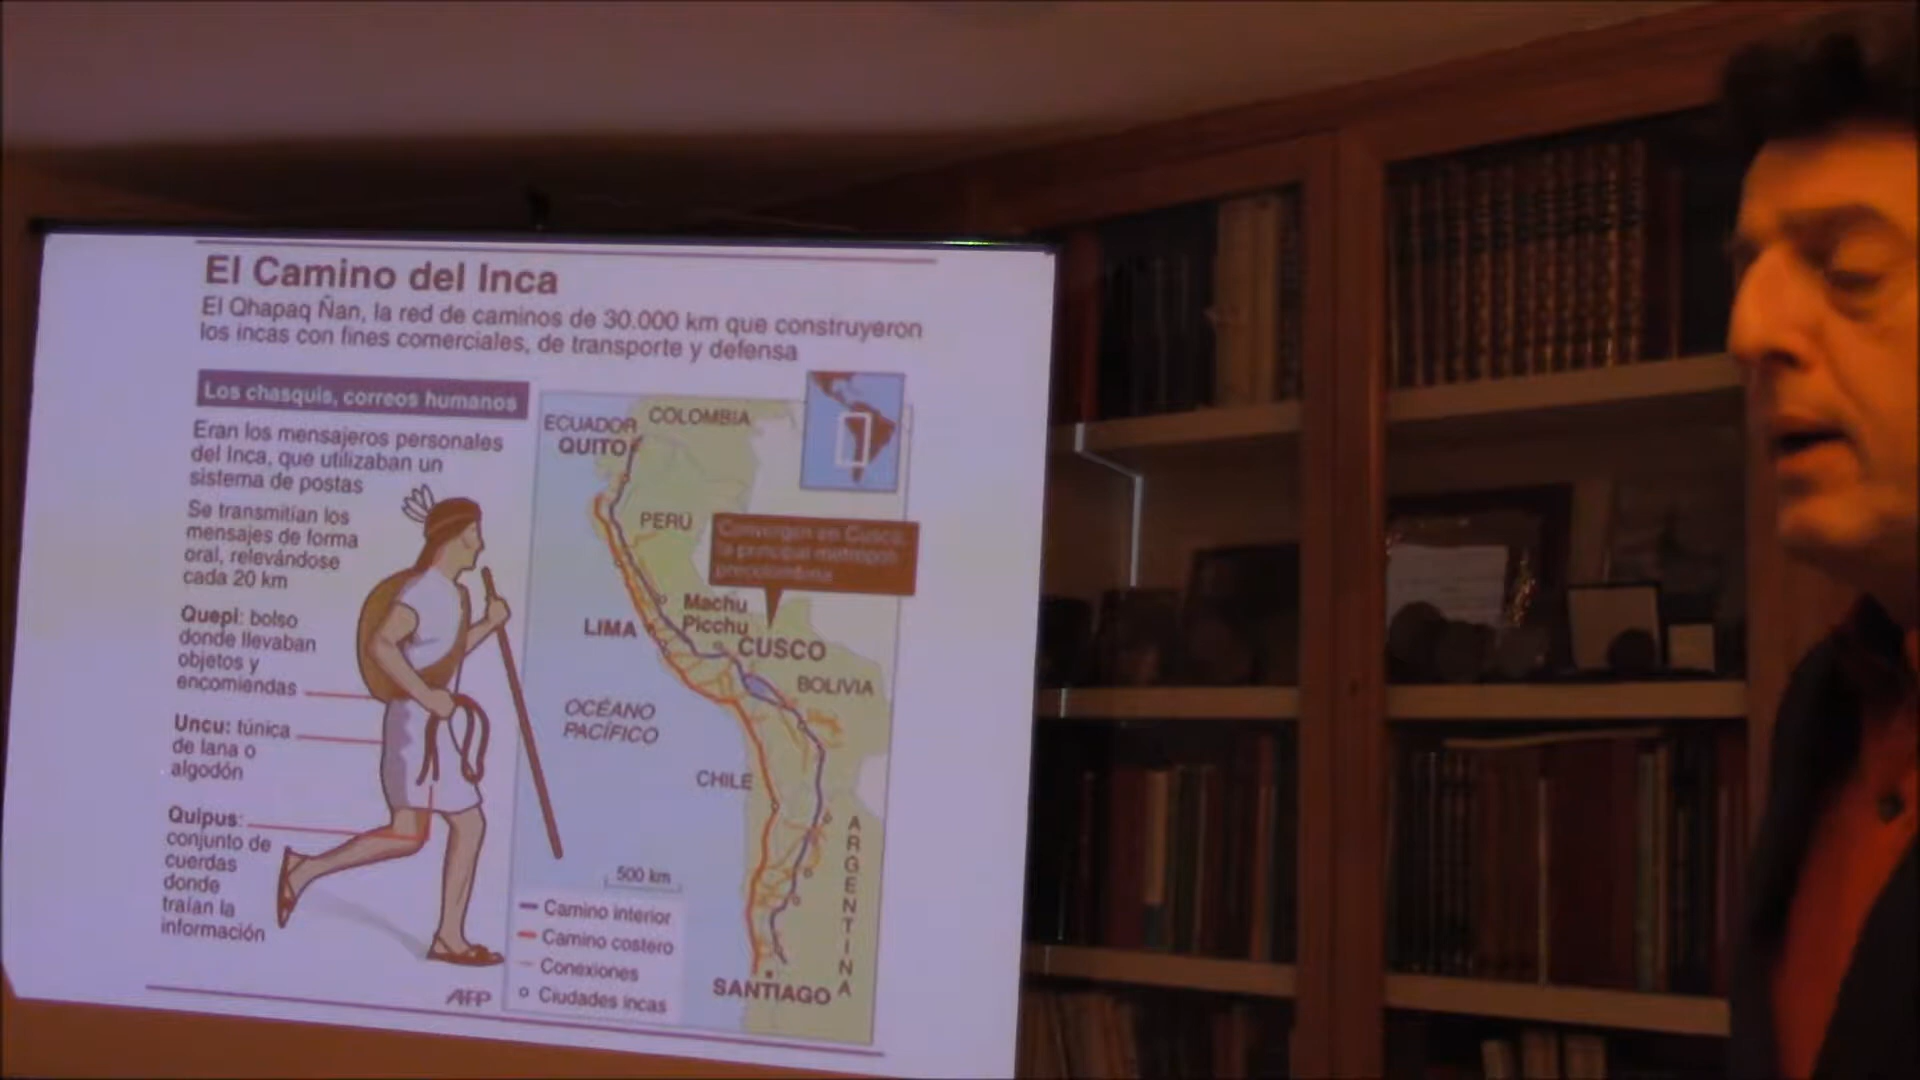 El Camino del Inca
El Qhapaq Ñan, la red de caminos de 30.000 km que construyeron
los incas con fines comerciales, de transporte y defensa
Los chasquis, correos humanos
Eran los mensajeros personales
del Inca, que utilizaban un
sistema de postas
Se transmitían los
mensajes de forma
oral, relevándose
cada 20 km
Quepi: bolso
donde llevaban
objetos y
encomiendas
Uncu: túnica
de lana o
algodón
Quipus:
conjunto de
cuerdas
donde
traían la
información
AFP
ECUADOR
QUITO
COLOMBIA
PERÚ
Convergen en Cusco,
la principal metrópoli
precolombina
Machu
Picchu
LIMA
CUSCO
BOLIVIA
OCÉANO
PACÍFICO
CHILE
ARGENTINA
500 km
Camino interior
Camino costero
Conexiones
Ciudades incas
SANTIAGO